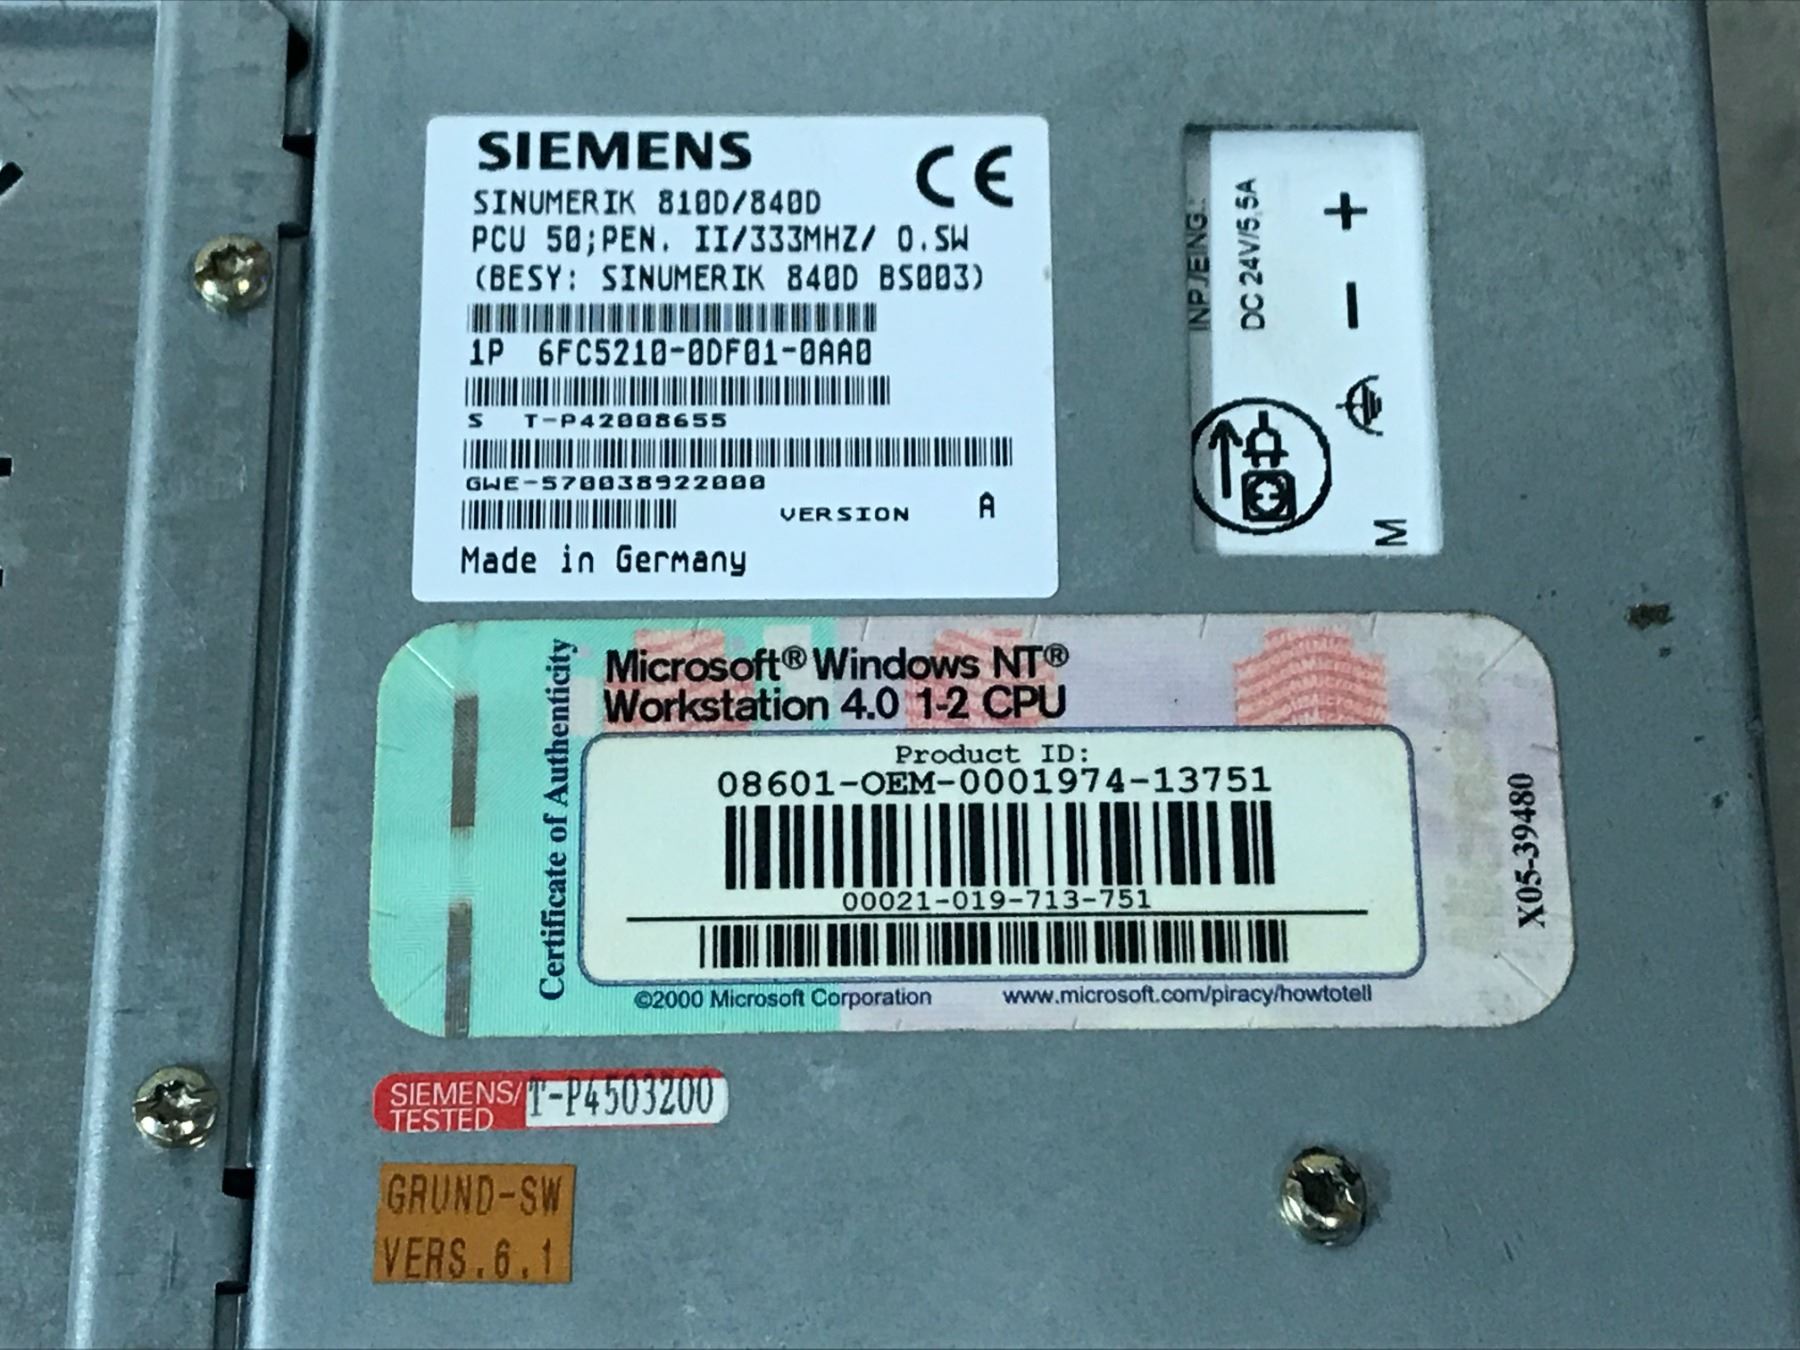 SIEMENS
CE
SINUMERIK 810D/840D
PCU 50;PEN. II/333MHZ/ O.SW
(BESY: SINUMERIK 840D BS003)
1P 6FC5210-0DF01-0AA0
S T-P42008655
GWE-570038922000
VERSION A
Made in Germany
INP./EING.:
DC 24V/5,5A
+
-
M
Certificate of Authenticity
Microsoft® Windows NT®
Workstation 4.0 1-2 CPU
Product ID:
08601-OEM-0001974-13751
00021-019-713-751
©2000 Microsoft Corporation www.microsoft.com/piracy/howtotell
X05-39480
SIEMENS/
TESTED
T-P4503200
GRUND-SW
VERS.6.1